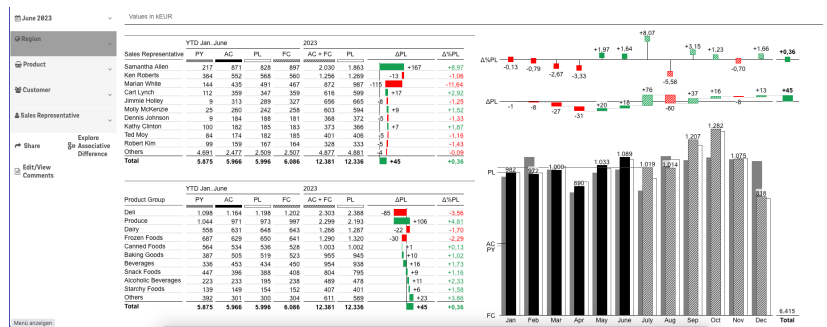 June 2023
Values in kEUR
Region
Product
Customer
Sales Representative
Share
Explore Associative Difference
Edit/View Comments
YTD Jan..June 2023
Sales Representative PY AC PL FC AC + FC PL ΔPL Δ%PL
Samantha Allen 217 871 828 897 2.030 1.863 +167 +8,97
Ken Roberts 384 552 568 560 1.256 1.269 -13 -1,06
Marian White 144 435 491 467 872 987 -115 -11,64
Carl Lynch 112 359 347 359 616 599 +17 +2,92
Jimmie Holley 9 313 289 327 656 665 -8 -1,25
Molly McKenzie 25 260 242 258 603 594 +9 +1,52
Dennis Johnson 9 184 188 181 368 372 -5 -1,33
Kathy Clinton 100 182 185 183 373 366 +7 +1,87
Ted Moy 84 174 182 185 401 406 -5 -1,16
Robert Kim 99 159 167 164 328 333 -5 -1,43
Others 4.691 2.477 2.509 2.507 4.877 4.881 -4 -0,09
Total 5.875 5.966 5.996 6.086 12.381 12.336 +45 +0,36
YTD Jan..June 2023
Product Group PY AC PL FC AC + FC PL ΔPL Δ%PL
Deli 1.098 1.164 1.198 1.202 2.303 2.388 -85 -3,56
Produce 1.044 971 973 997 2.299 2.193 +106 +4,81
Dairy 558 631 648 643 1.266 1.287 -22 -1,70
Frozen Foods 687 629 650 641 1.290 1.320 -30 -2,29
Canned Foods 564 534 536 528 1.003 1.002 +1 +0,13
Baking Goods 387 505 519 523 955 945 +10 +1,02
Beverages 336 453 434 450 954 938 +16 +1,73
Snack Foods 447 396 388 408 804 795 +9 +1,16
Alcoholic Beverages 223 233 195 238 489 478 +11 +2,33
Starchy Foods 139 149 154 152 407 401 +6 +1,58
Others 392 301 300 304 611 589 +23 +3,86
Total 5.875 5.966 5.996 6.086 12.381 12.336 +45 +0,36
Δ%PL -0,13 -0,79 -2,67 -3,33 +1,97 +1,64 +8,07 -5,58 +3,15 +1,23 -0,70 +1,66 +0,36
ΔPL -1 -8 -27 -31 +20 +18 +76 -60 +37 +16 -8 +13 +45
PL 982 972 1.000 890 1.033 1.089 1.019 1.014 1.207 1.282 1.075 818
AC
PY
FC 6.415
Jan Feb Mar Apr May June July Aug Sep Oct Nov Dec Total
Menü anzeigen